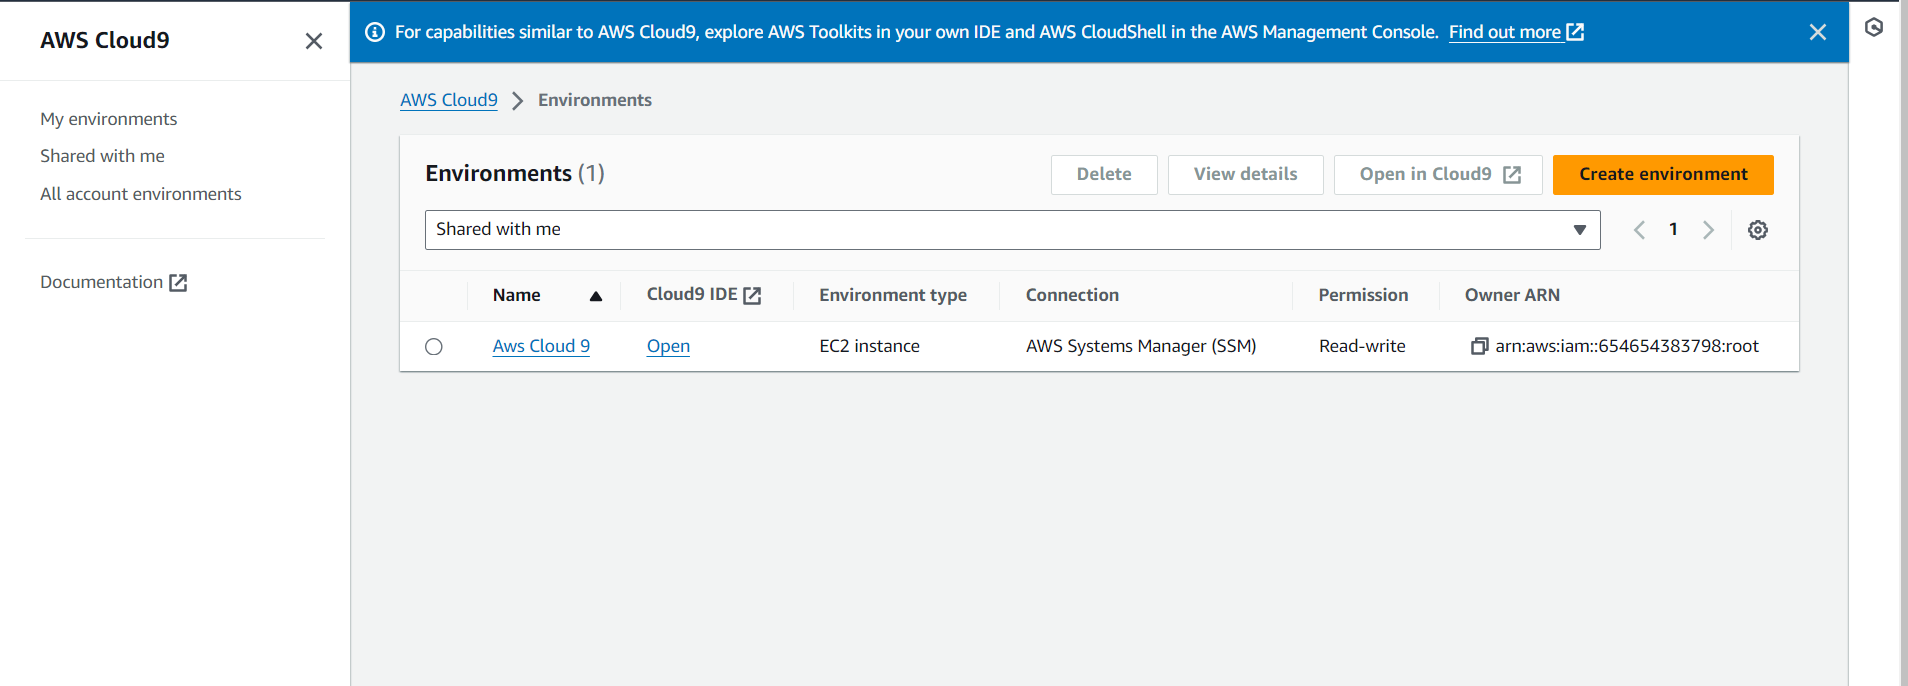 AWS Cloud9
My environments
Shared with me
All account environments
Documentation
For capabilities similar to AWS Cloud9, explore AWS Toolkits in your own IDE and AWS CloudShell in the AWS Management Console. Find out more
AWS Cloud9 Environments
Environments (1) Delete View details Open in Cloud9 Create environment
Shared with me 1
Name Cloud9 IDE Environment type Connection Permission Owner ARN
Aws Cloud 9 Open EC2 instance AWS Systems Manager (SSM) Read-write arn:aws:iam::654654383798:root